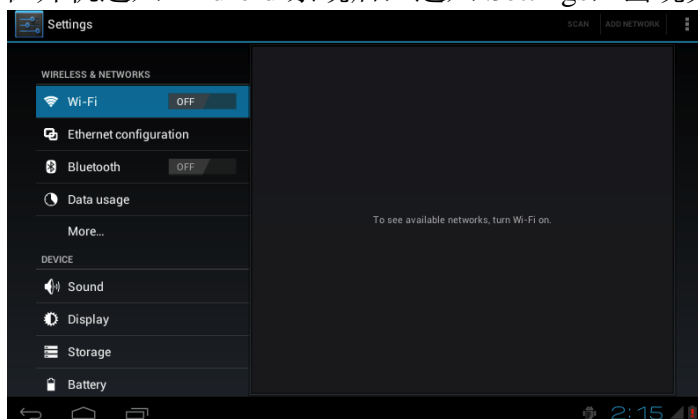 Settings
SCAN
ADD NETWORK
WIRELESS & NETWORKS
Wi-Fi
OFF
Ethernet configuration
Bluetooth
OFF
Data usage
More...
To see available networks, turn Wi-Fi on.
DEVICE
Sound
Display
Storage
Battery
2:15